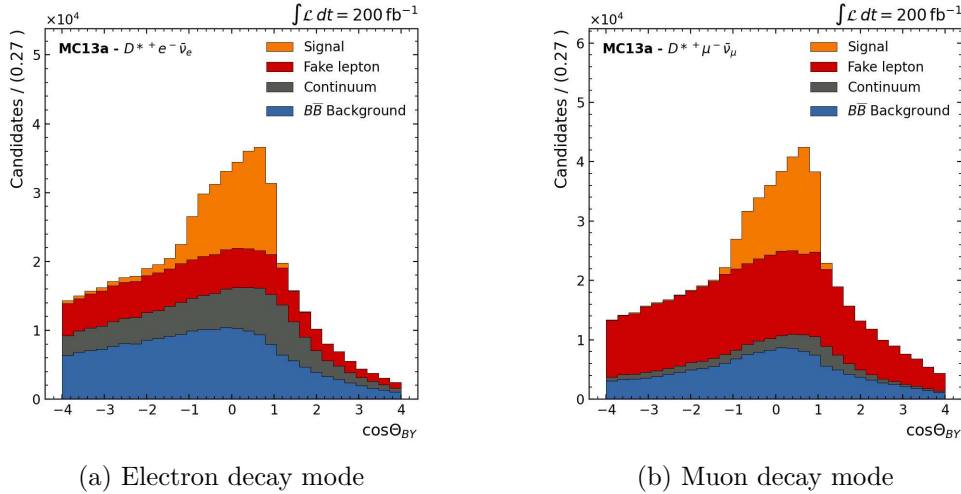 ×10⁴
∫ℒ dt = 200 fb⁻¹
MC13a - D*⁺e⁻ν̄ₑ
Signal
Fake lepton
Continuum
BB̄ Background
Candidates / (0.27 )
5
4
3
2
1
0
−4 −3 −2 −1 0 1 2 3 4
cosΘ_BY
(a) Electron decay mode
×10⁴
∫ℒ dt = 200 fb⁻¹
MC13a - D*⁺μ⁻ν̄_μ
Signal
Fake lepton
Continuum
BB̄ Background
Candidates / (0.27 )
6
5
4
3
2
1
0
−4 −3 −2 −1 0 1 2 3 4
cosΘ_BY
(b) Muon decay mode